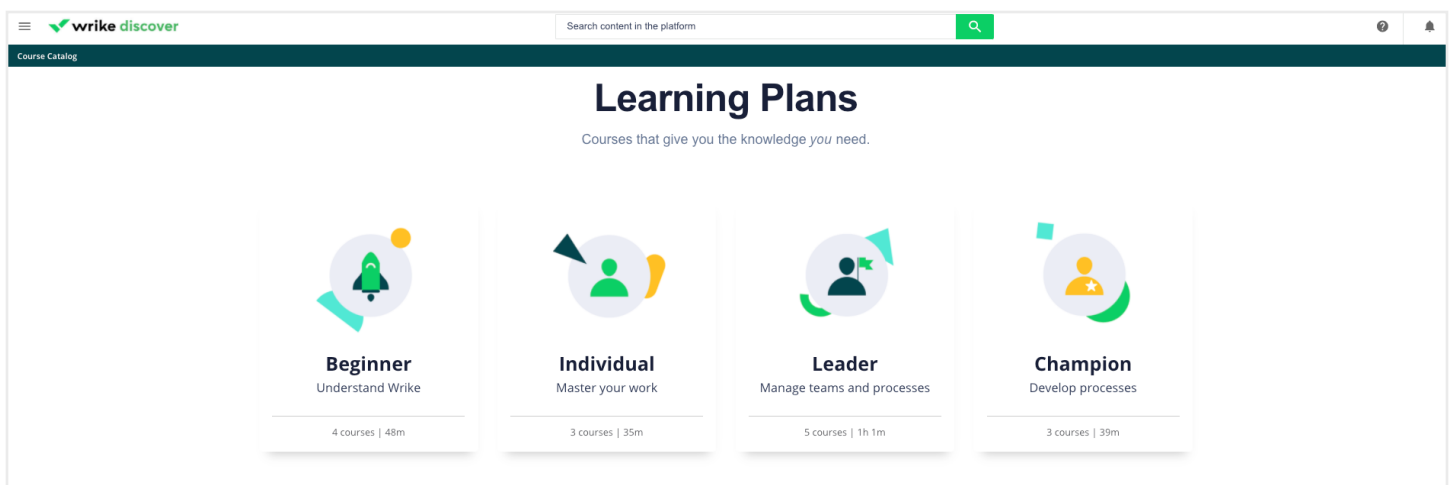 wrike discover
Search content in the platform
Course Catalog
Learning Plans
Courses that give you the knowledge you need.
Beginner
Understand Wrike
4 courses | 48m
Individual
Master your work
3 courses | 35m
Leader
Manage teams and processes
5 courses | 1h 1m
Champion
Develop processes
3 courses | 39m